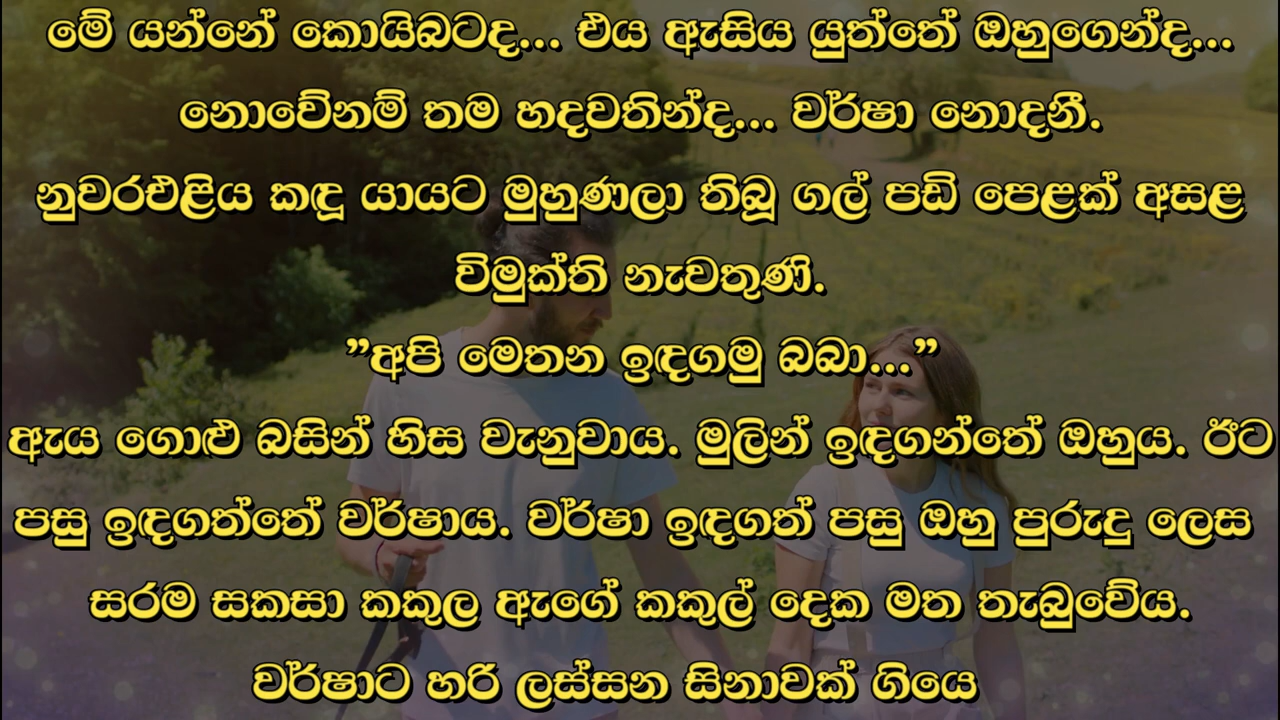 මේ යන්නේ කොයිබටද... එය ඇසිය යුත්තේ ඔහුගෙන්ද...
නොවේනම් තම හදවතින්ද... වර්ෂා නොදනී.
නුවරඑළිය කඳු යායට මුහුණලා තිබූ ගල් පඩි පෙළක් අසළ
විමුක්ති නැවතුණි.
”අපි මෙතන ඉඳගමු බබා...”
ඇය ගොළු බසින් හිස වැනුවාය. මුලින් ඉඳගන්තේ ඔහුය. ඊට
පසු ඉඳගත්තේ වර්ෂාය. වර්ෂා ඉඳගත් පසු ඔහු පුරුදු ලෙස
සරම සකසා කකුල ඇගේ කකුල් දෙක මත තැබුවේය.
වර්ෂාට හරි ලස්සන සිනාවක් ගියෙ